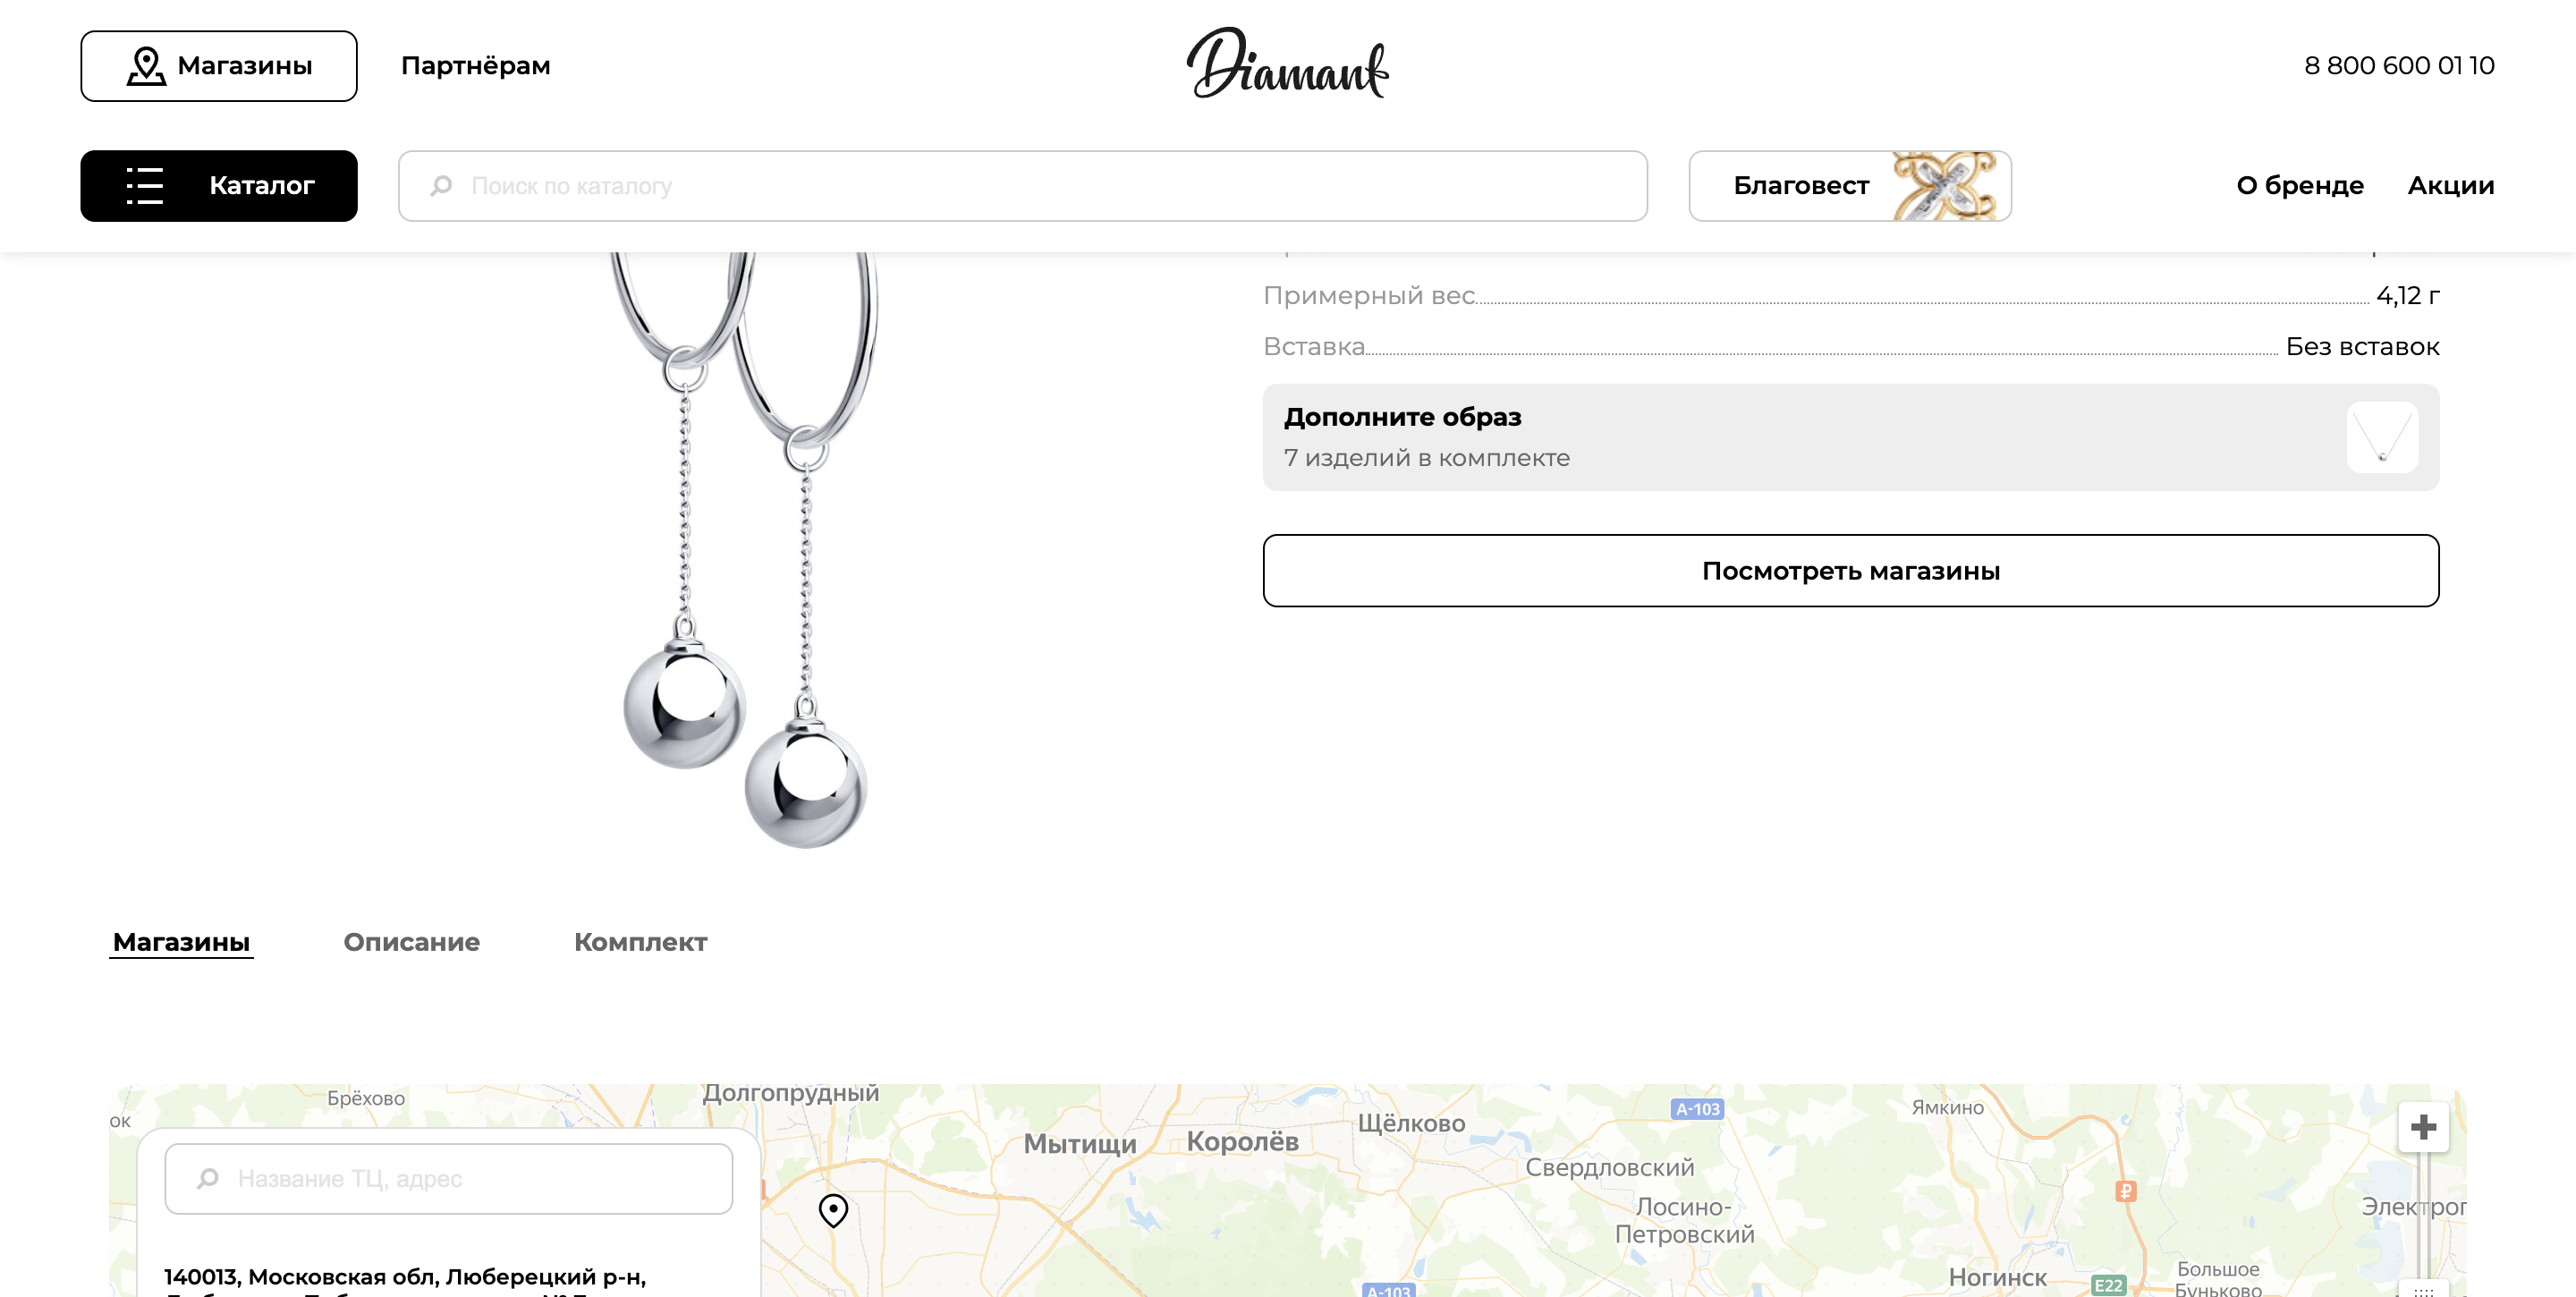 Магазины
Партнёрам
Diamant
8 800 600 01 10
Каталог
Поиск по каталогу
Благовест
О бренде
Акции
Примерный вес
4,12 г
Вставка
Без вставок
Дополните образ
7 изделий в комплекте
Посмотреть магазины
Магазины
Описание
Комплект
Долгопрудный
Брёхово
ок
Мытищи
Королёв
Щёлково
А-103
Ямкино
Свердловский
Название ТЦ, адрес
Лосино-
Петровский
Электрог
140013, Московская обл, Люберецкий р-н,
Ногинск
Е22
Большое
Буньково
А-103